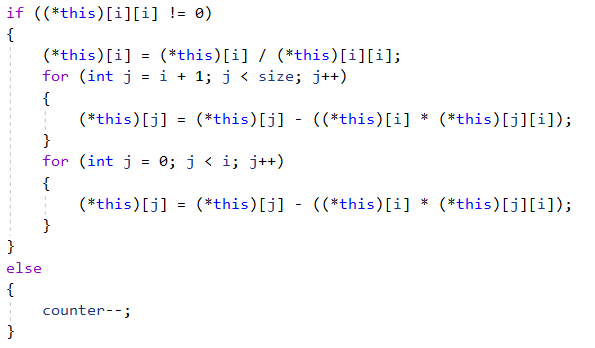 if ((*this)[i][i] != 0)
{
    (*this)[i] = (*this)[i] / (*this)[i][i];
    for (int j = i + 1; j < size; j++)
    {
        (*this)[j] = (*this)[j] - ((*this)[i] * (*this)[j][i]);
    }
    for (int j = 0; j < i; j++)
    {
        (*this)[j] = (*this)[j] - ((*this)[i] * (*this)[j][i]);
    }
}
else
{
    counter--;
}